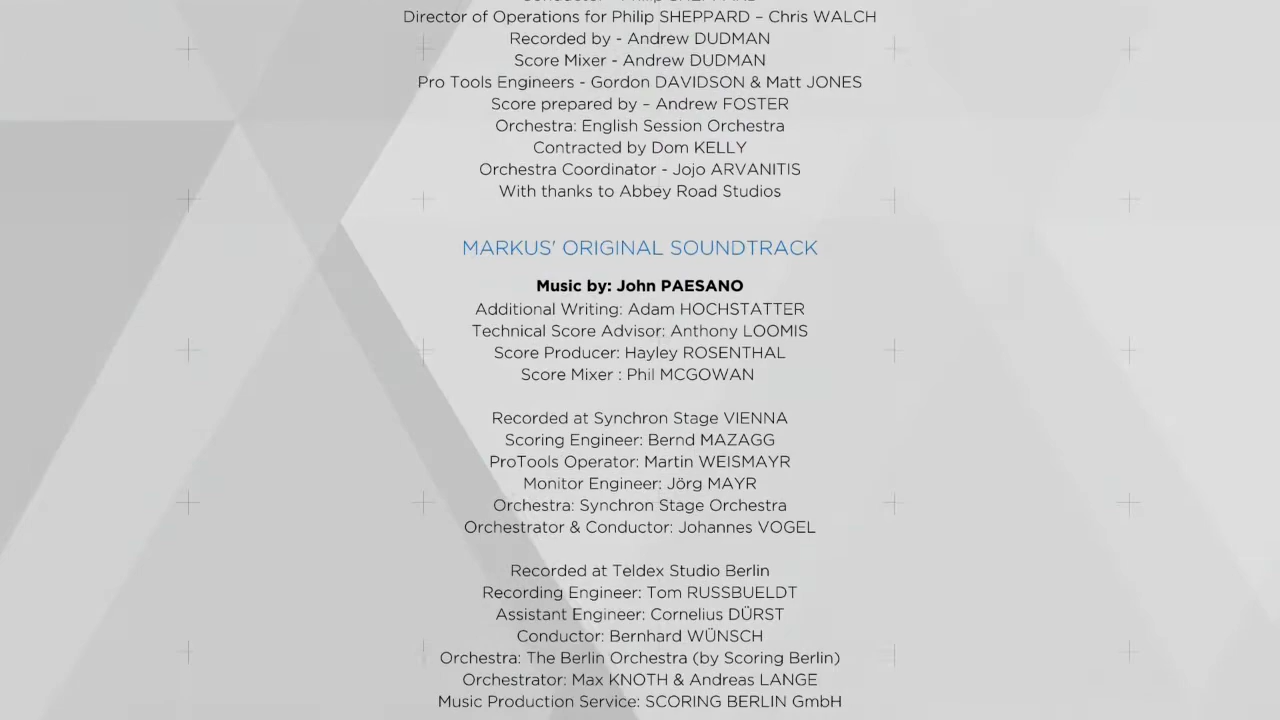 Director of Operations for Philip SHEPPARD – Chris WALCH
Recorded by - Andrew DUDMAN
Score Mixer - Andrew DUDMAN
Pro Tools Engineers - Gordon DAVIDSON & Matt JONES
Score prepared by – Andrew FOSTER
Orchestra: English Session Orchestra
Contracted by Dom KELLY
Orchestra Coordinator - Jojo ARVANITIS
With thanks to Abbey Road Studios
MARKUS' ORIGINAL SOUNDTRACK
Music by: John PAESANO
Additional Writing: Adam HOCHSTATTER
Technical Score Advisor: Anthony LOOMIS
Score Producer: Hayley ROSENTHAL
Score Mixer : Phil MCGOWAN
Recorded at Synchron Stage VIENNA
Scoring Engineer: Bernd MAZAGG
ProTools Operator: Martin WEISMAYR
Monitor Engineer: Jörg MAYR
Orchestra: Synchron Stage Orchestra
Orchestrator & Conductor: Johannes VOGEL
Recorded at Teldex Studio Berlin
Recording Engineer: Tom RUSSBUELDT
Assistant Engineer: Cornelius DÜRST
Conductor: Bernhard WÜNSCH
Orchestra: The Berlin Orchestra (by Scoring Berlin)
Orchestrator: Max KNOTH & Andreas LANGE
Music Production Service: SCORING BERLIN GmbH